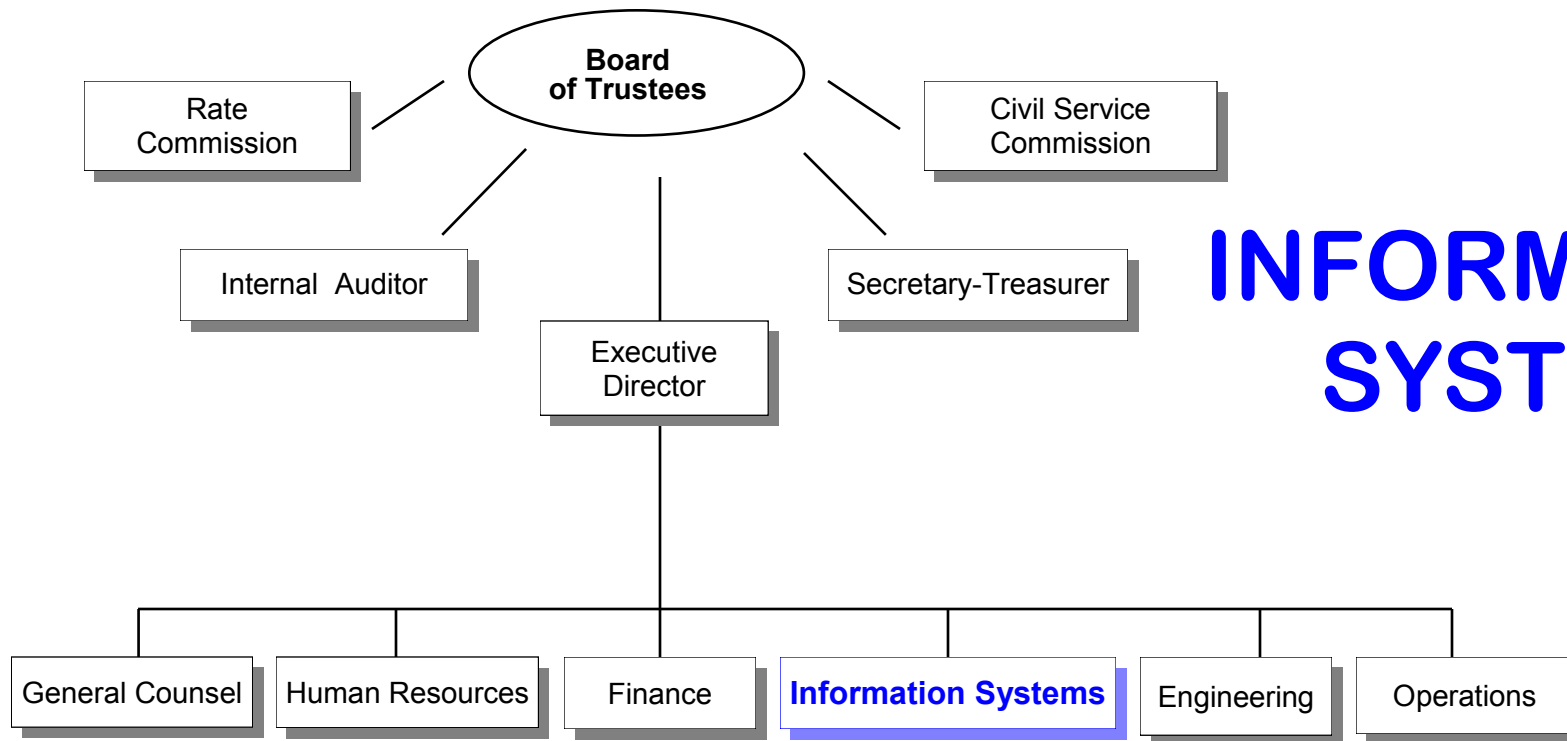 Board
of Trustees
Rate
Commission
Civil Service
Commission
Internal Auditor
Secretary-Treasurer
INFORM
SYST
Executive
Director
General Counsel
Human Resources
Finance
Information Systems
Engineering
Operations